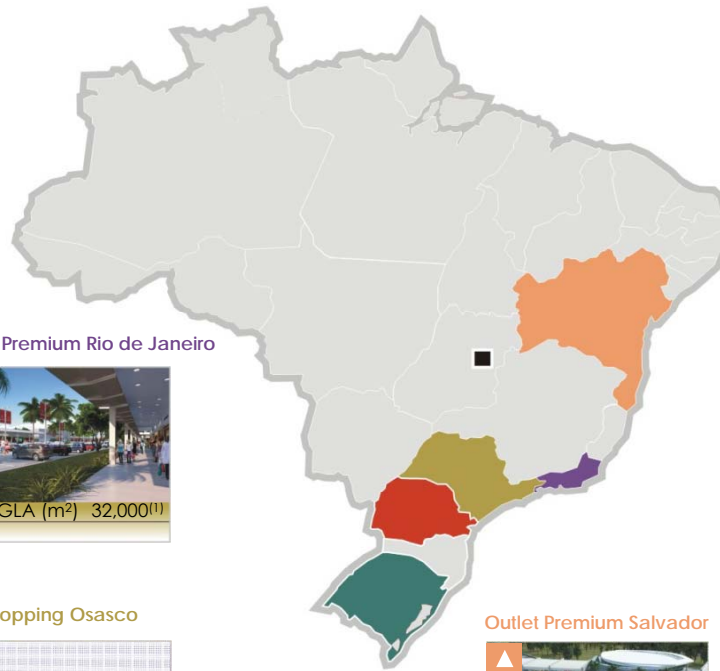 Premium Rio de Janeiro
GLA (m²) 32,000⁽¹⁾
opping Osasco
Outlet Premium Salvador